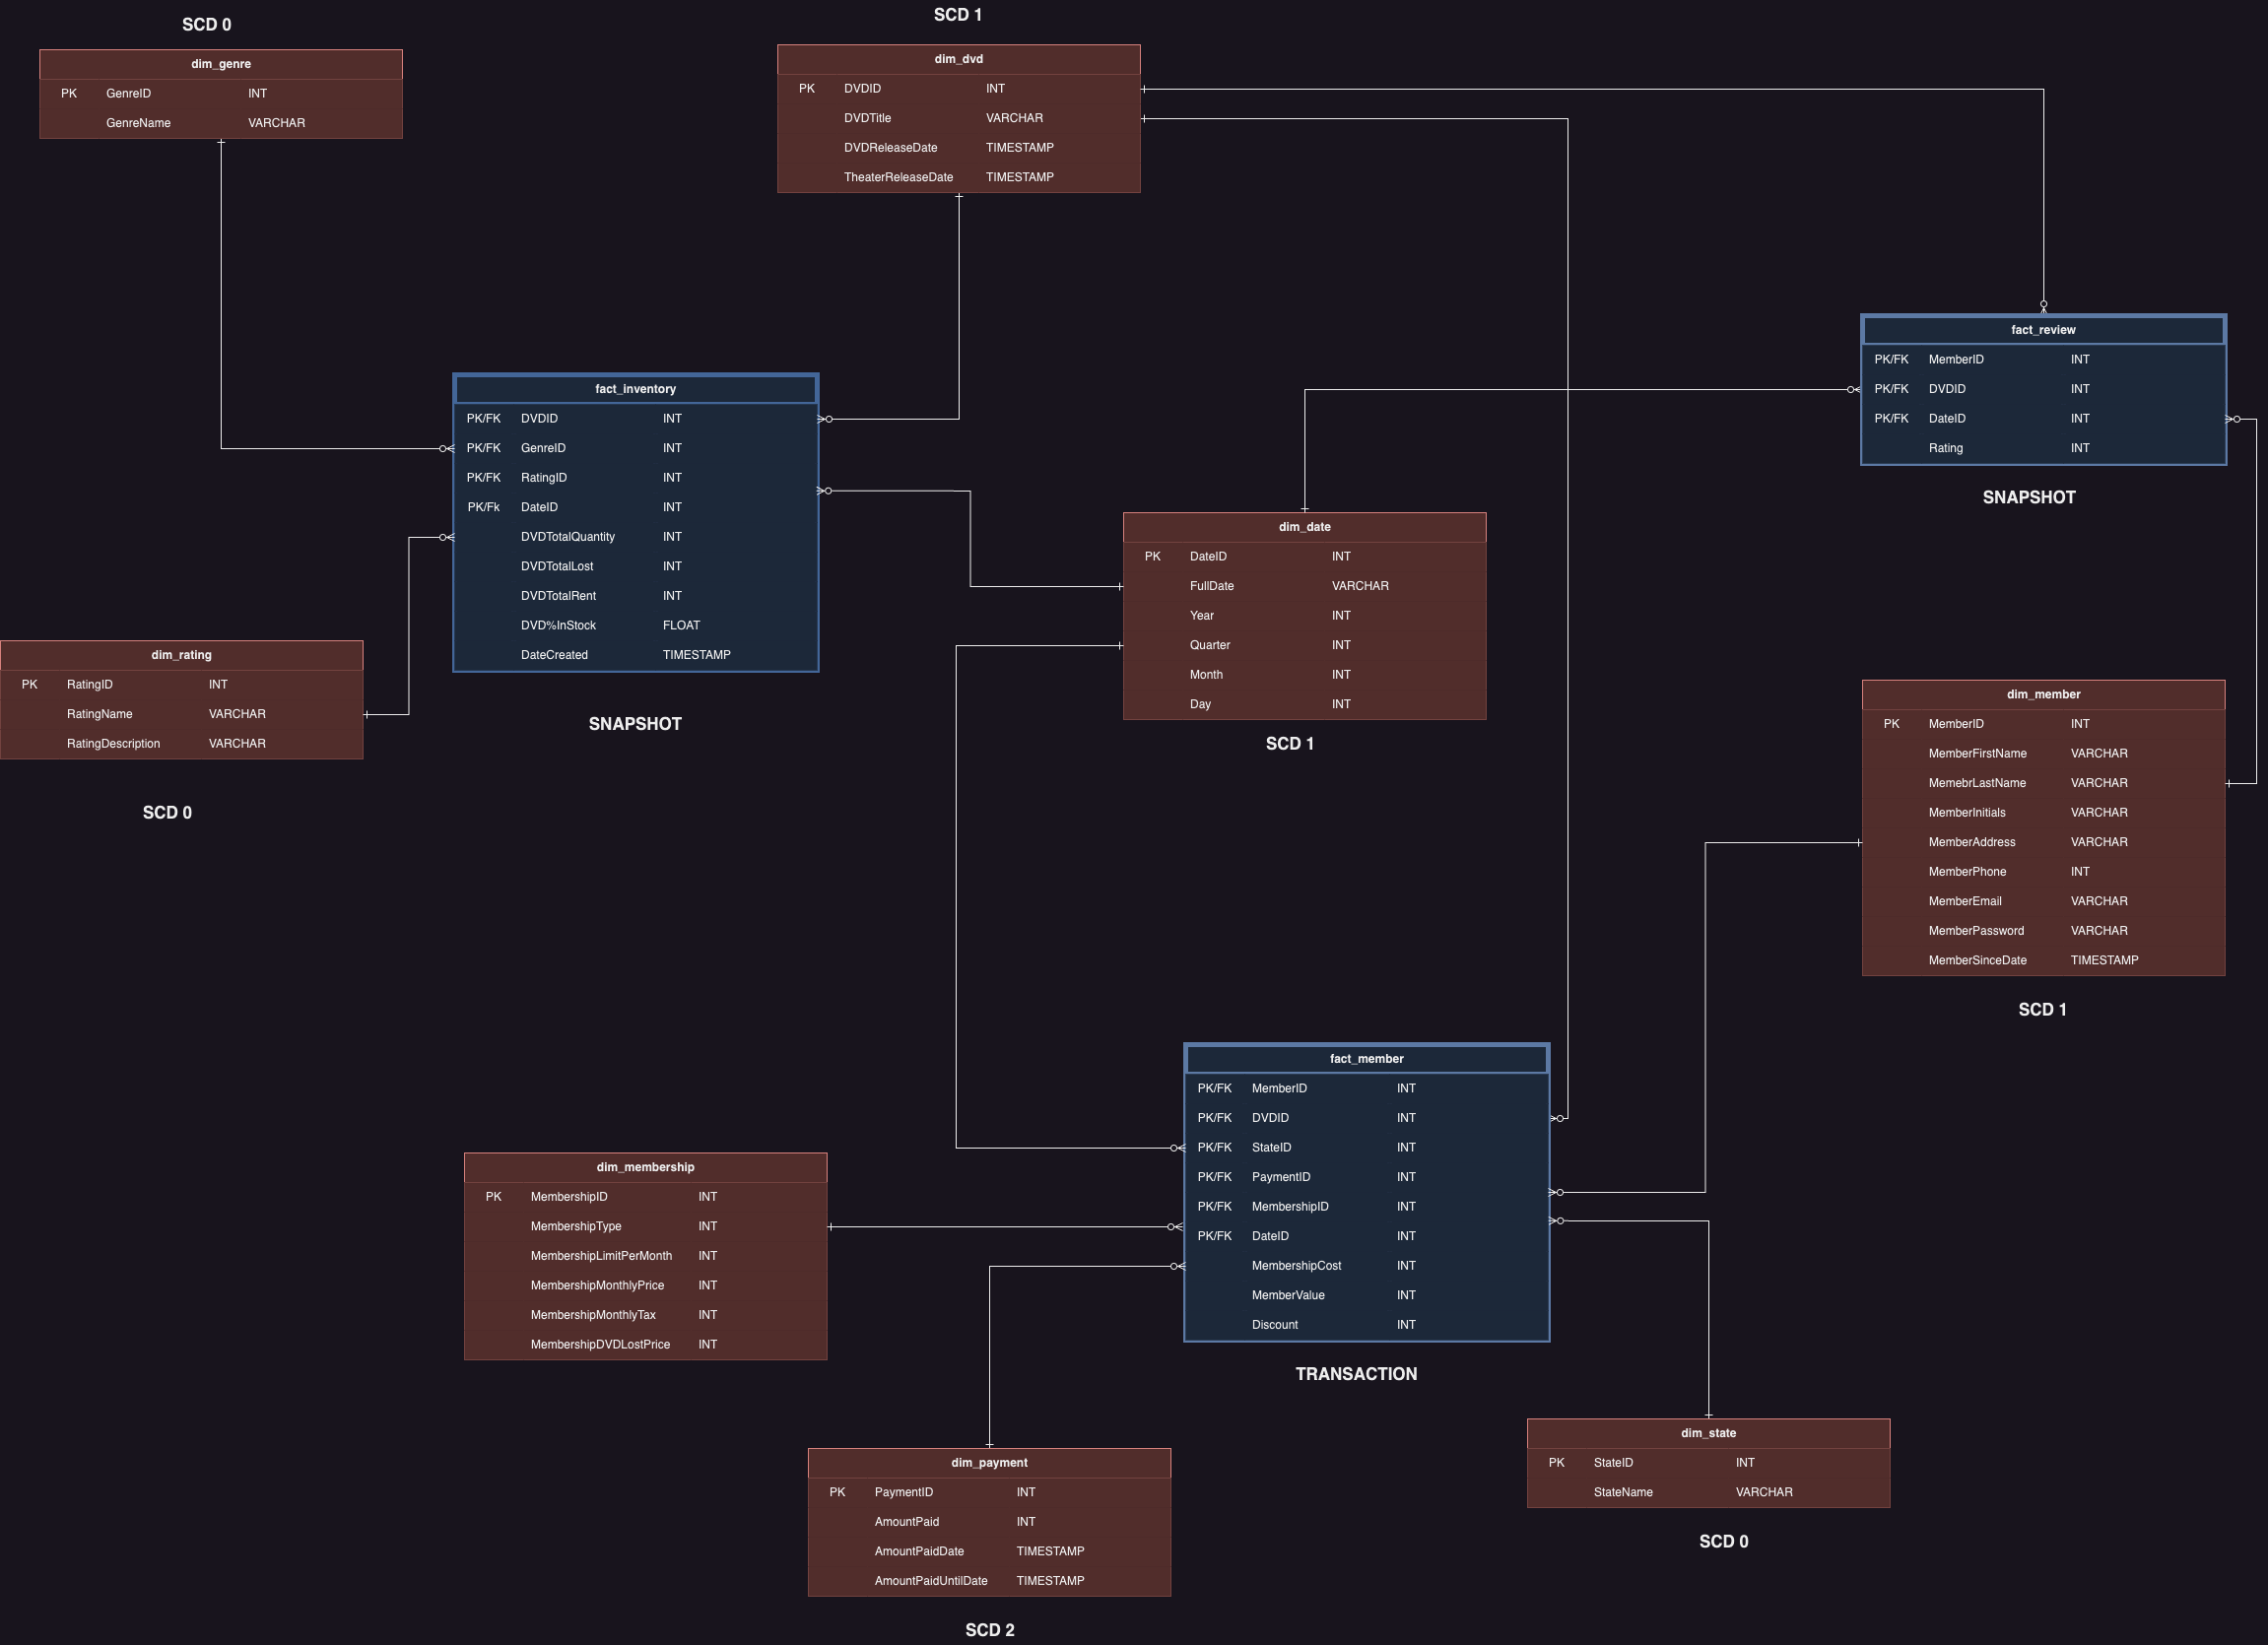 SCD 0
dim_genre
PK GenreID INT
GenreName VARCHAR
SCD 1
dim_dvd
PK DVDID INT
DVDTitle VARCHAR
DVDReleaseDate TIMESTAMP
TheaterReleaseDate TIMESTAMP
fact_review
PK/FK MemberID INT
PK/FK DVDID INT
PK/FK DateID INT
Rating INT
SNAPSHOT
fact_inventory
PK/FK DVDID INT
PK/FK GenreID INT
PK/FK RatingID INT
PK/Fk DateID INT
DVDTotalQuantity INT
DVDTotalLost INT
DVDTotalRent INT
DVD%InStock FLOAT
DateCreated TIMESTAMP
SNAPSHOT
dim_date
PK DateID INT
FullDate VARCHAR
Year INT
Quarter INT
Month INT
Day INT
SCD 1
dim_rating
PK RatingID INT
RatingName VARCHAR
RatingDescription VARCHAR
SCD 0
dim_member
PK MemberID INT
MemberFirstName VARCHAR
MemebrLastName VARCHAR
MemberInitials VARCHAR
MemberAddress VARCHAR
MemberPhone INT
MemberEmail VARCHAR
MemberPassword VARCHAR
MemberSinceDate TIMESTAMP
SCD 1
fact_member
PK/FK MemberID INT
PK/FK DVDID INT
PK/FK StateID INT
PK/FK PaymentID INT
PK/FK MembershipID INT
PK/FK DateID INT
MembershipCost INT
MemberValue INT
Discount INT
TRANSACTION
dim_membership
PK MembershipID INT
MembershipType INT
MembershipLimitPerMonth INT
MembershipMonthlyPrice INT
MembershipMonthlyTax INT
MembershipDVDLostPrice INT
dim_payment
PK PaymentID INT
AmountPaid INT
AmountPaidDate TIMESTAMP
AmountPaidUntilDate TIMESTAMP
SCD 2
dim_state
PK StateID INT
StateName VARCHAR
SCD 0